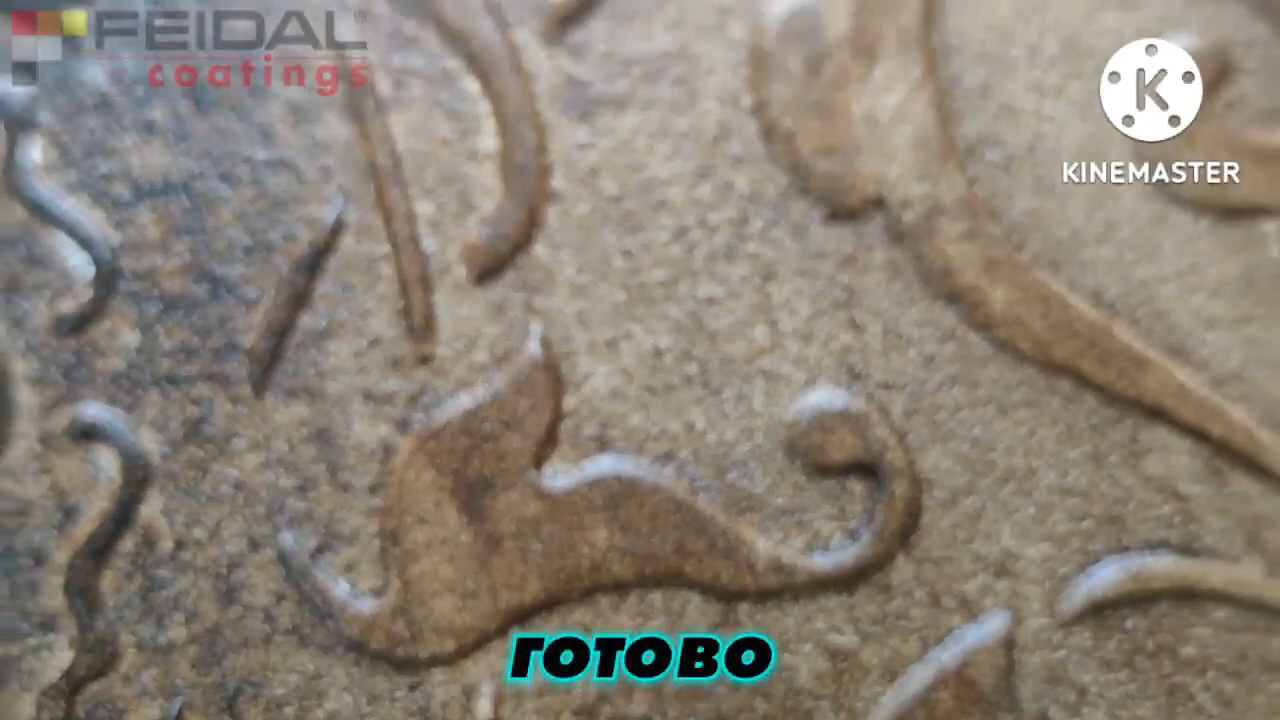 FEIDAL®
coatings
K
KINEMASTER
ГОТОВО